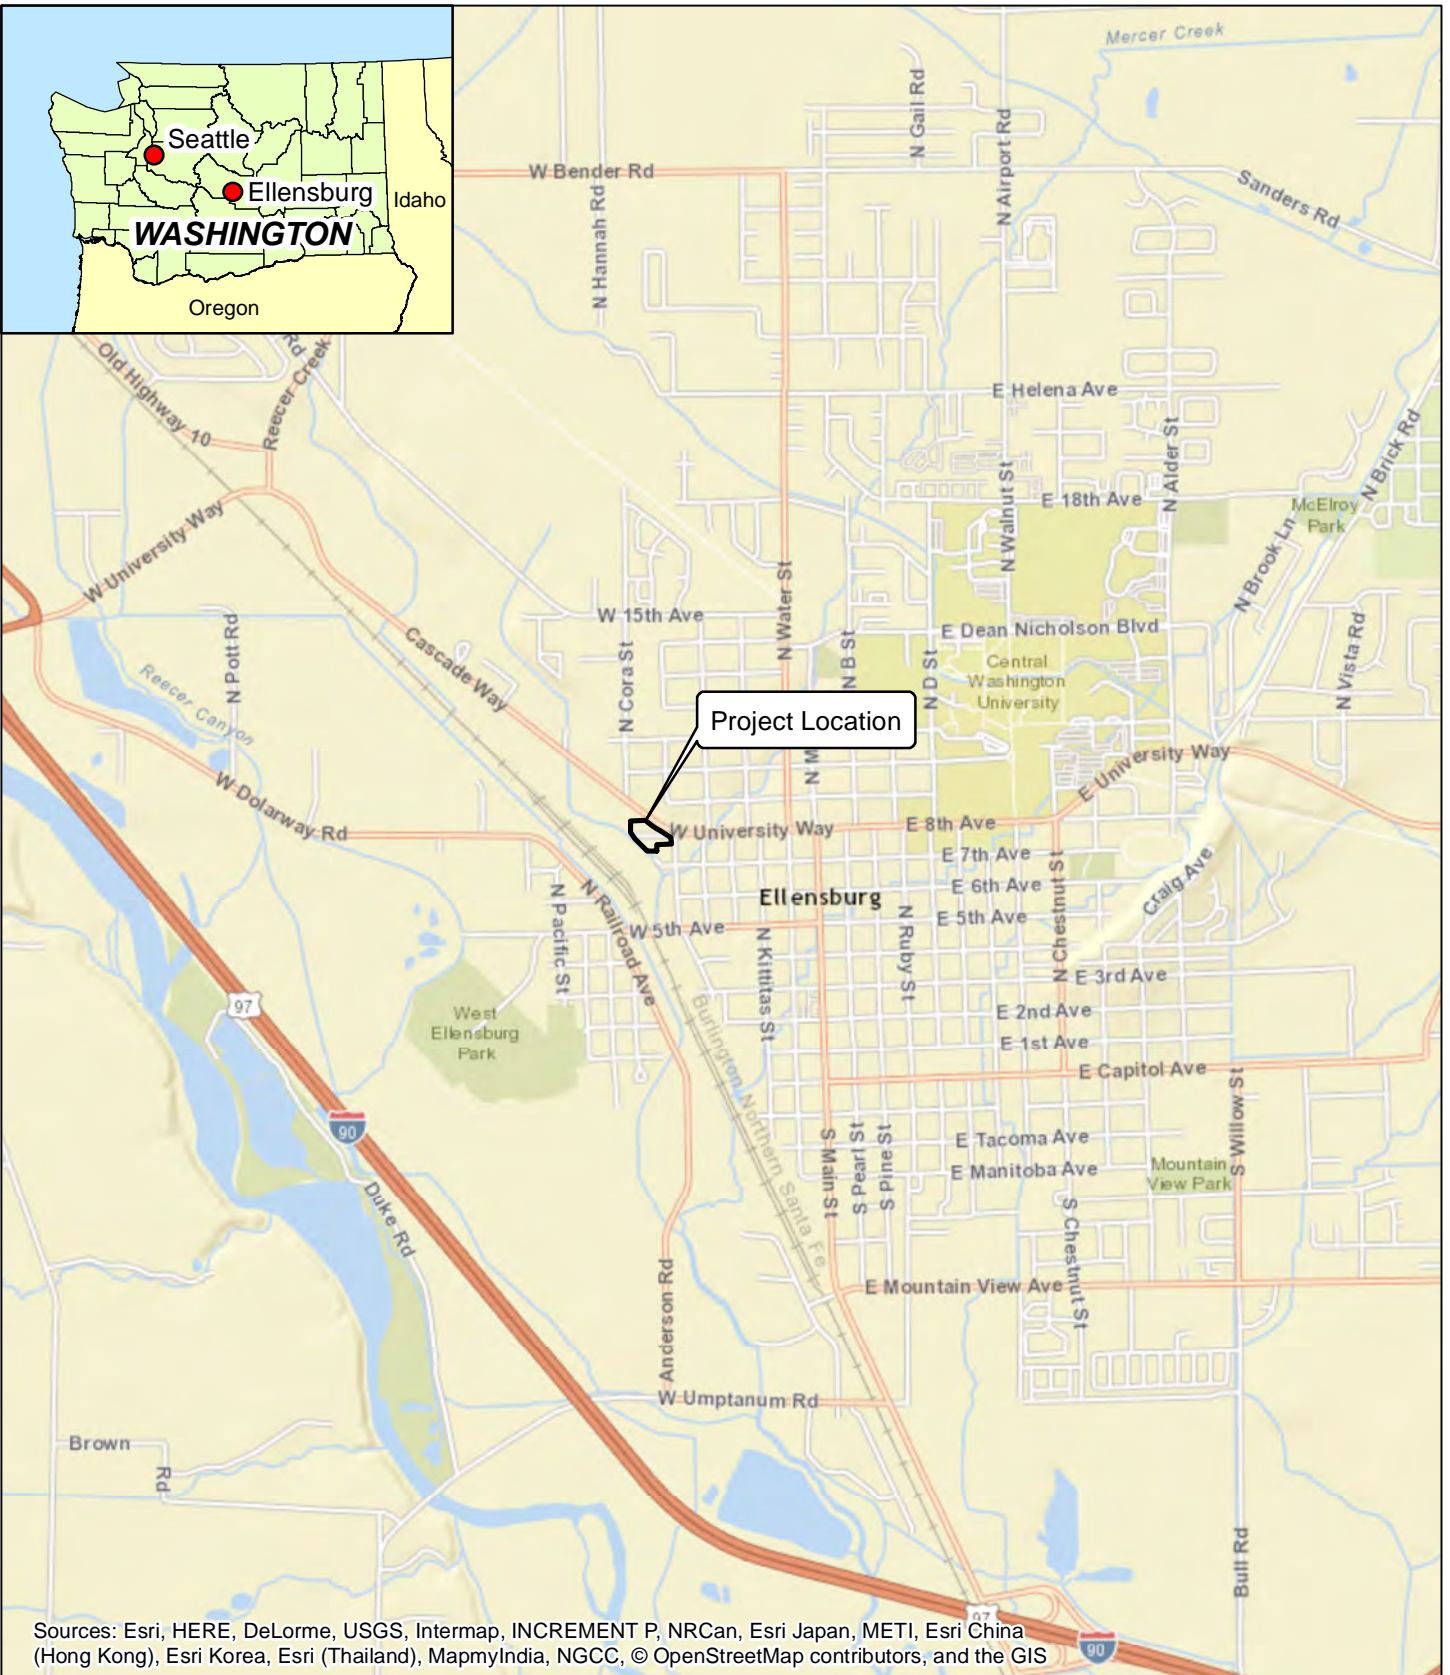 Seattle
Ellensburg
Idaho
WASHINGTON
Oregon
Mercer Creek
N Gail Rd
N Airport Rd
W Bender Rd
Sanders Rd
N Hannah Rd
Rd
Old Highway 10
Reecer Creek
E Helena Ave
N Brick Rd
N Alder St
N Walnut St
E 18th Ave
McElroy
Park
W University Way
N Brook Ln
N Water St
W 15th Ave
N Pott Rd
Cascade Way
N Cora St
N B St
E Dean Nicholson Blvd
N D St
Central
Washington
University
N Vista Rd
Reecer Canyon
Project Location
N M
E University Way
W Dolarway Rd
W University Way
E 8th Ave
E 7th Ave
N Chestnut St
Craig Ave
E 6th Ave
Ellensburg
N Pacific St
N Railroad Ave
E 5th Ave
W 5th Ave
N Kittitas St
N Ruby St
E 3rd Ave
97
West
Ellensburg
Park
Burlington Northern Santa Fe
E 2nd Ave
E 1st Ave
E Capitol Ave
90
S Main St
S Pearl St
S Pine St
E Tacoma Ave
S Willow St
E Manitoba Ave
Mountain
View Park
Duke Rd
S Chestnut St
Anderson Rd
E Mountain View Ave
W Umptanum Rd
Brown
Rd
Bull Rd
97
90
Sources: Esri, HERE, DeLorme, USGS, Intermap, INCREMENT P, NRCan, Esri Japan, METI, Esri China
(Hong Kong), Esri Korea, Esri (Thailand), MapmyIndia, NGCC, © OpenStreetMap contributors, and the GIS